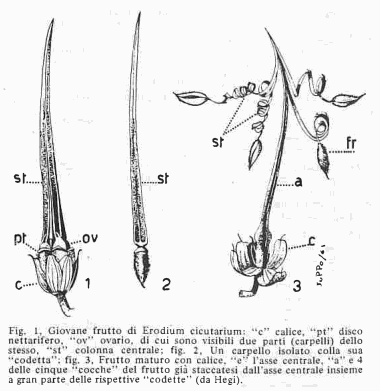 st
pt
ov
c
1
st
2
st
fr
a
c
3
Fig. 1, Giovane frutto di Erodium cicutarium: "c" calice, "pt" disco
nettarifero, "ov" ovario, di cui sono visibili due parti (carpelli) dello
stesso, "st" colonna centrale; fig. 2, Un carpello isolato colla sua
"codetta"; fig. 3, Frutto maturo con calice, "e" l'asse centrale, "a" e 4
delle cinque "cocche" del frutto già staccatesi dall'asse centrale insieme
a gran parte delle rispettive "codette" (da Hegi).